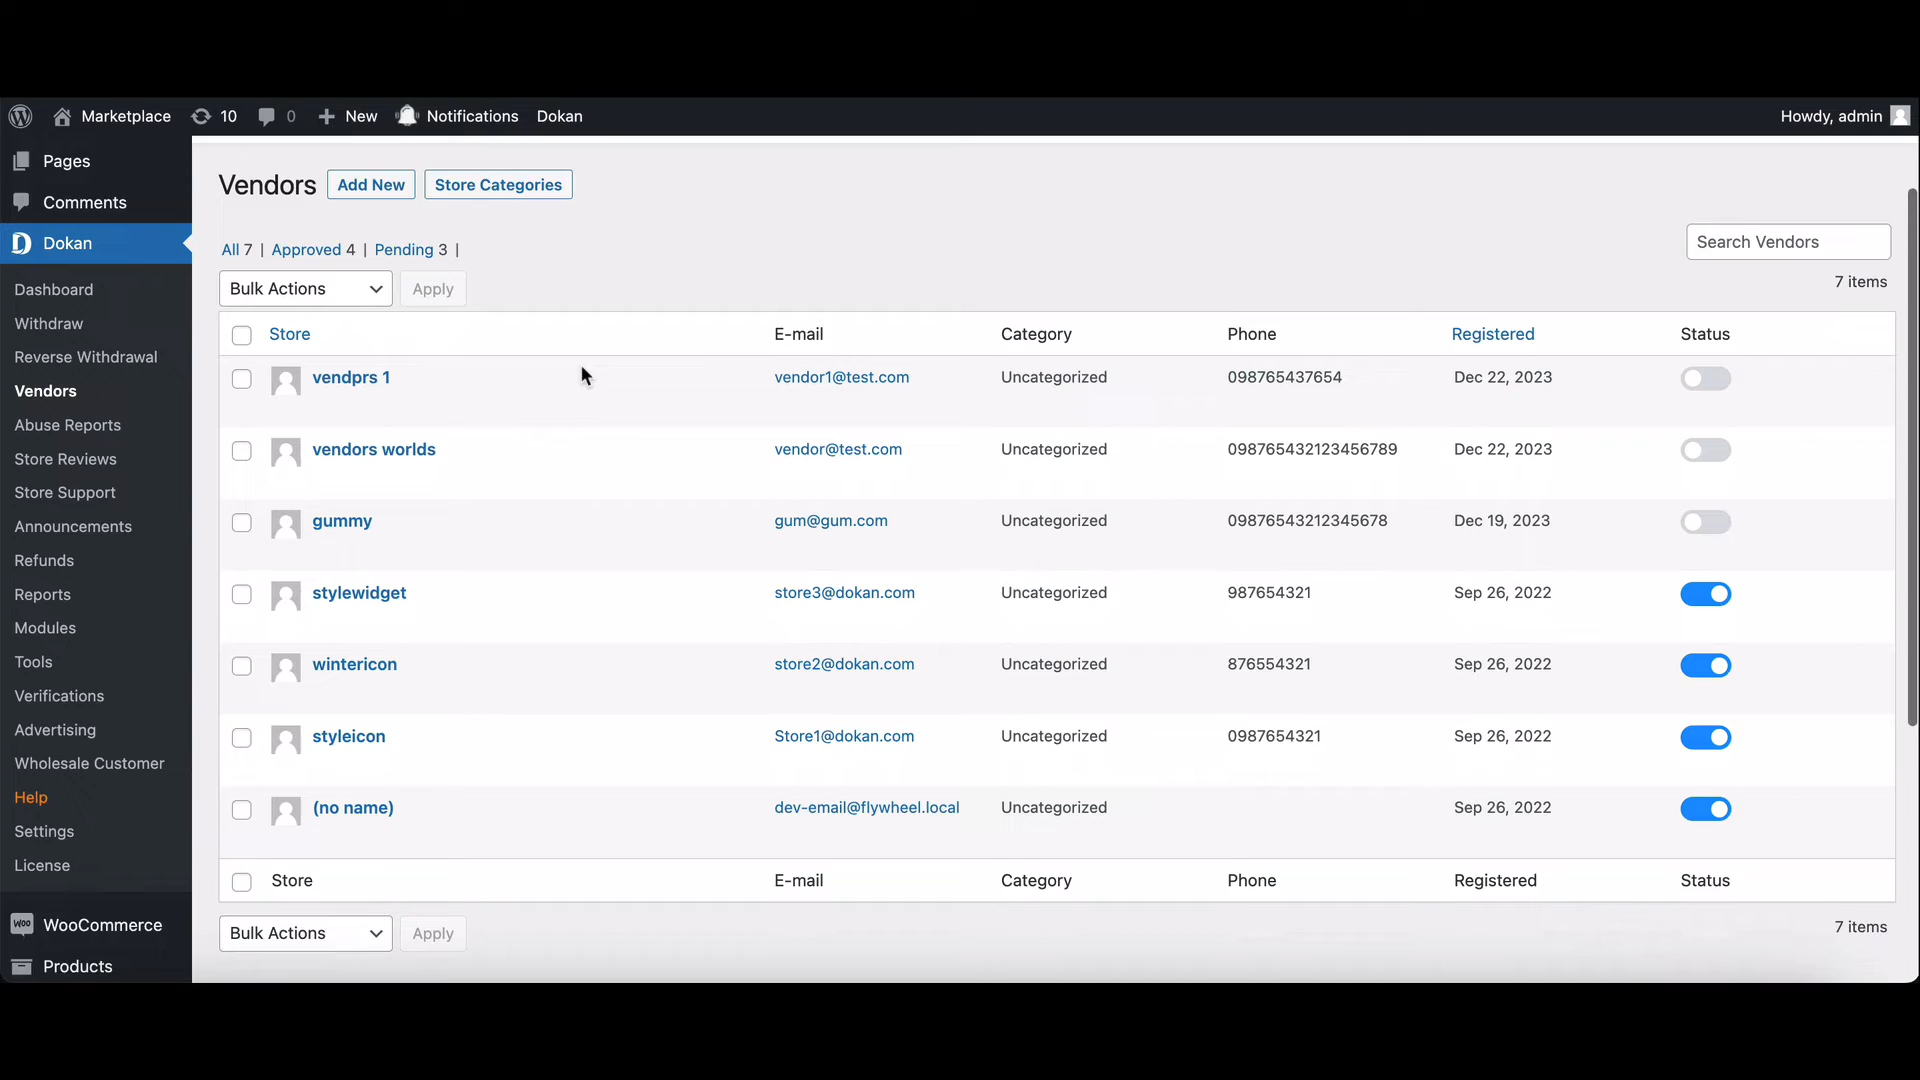 Marketplace 10 0 New Notifications Dokan Howdy, admin
Pages
Comments
Dokan
Dashboard
Withdraw
Reverse Withdrawal
Vendors
Abuse Reports
Store Reviews
Store Support
Announcements
Refunds
Reports
Modules
Tools
Verifications
Advertising
Wholesale Customer
Help
Settings
License
WooCommerce
Products
Vendors Add New Store Categories
All 7 | Approved 4 | Pending 3 |
Search Vendors
Bulk Actions Apply
7 items
Store E-mail Category Phone Registered Status
vendprs 1 vendor1@test.com Uncategorized 098765437654 Dec 22, 2023
vendors worlds vendor@test.com Uncategorized 098765432123456789 Dec 22, 2023
gummy gum@gum.com Uncategorized 09876543212345678 Dec 19, 2023
stylewidget store3@dokan.com Uncategorized 987654321 Sep 26, 2022
wintericon store2@dokan.com Uncategorized 876554321 Sep 26, 2022
styleicon Store1@dokan.com Uncategorized 0987654321 Sep 26, 2022
(no name) dev-email@flywheel.local Uncategorized Sep 26, 2022
Store E-mail Category Phone Registered Status
Bulk Actions Apply
7 items